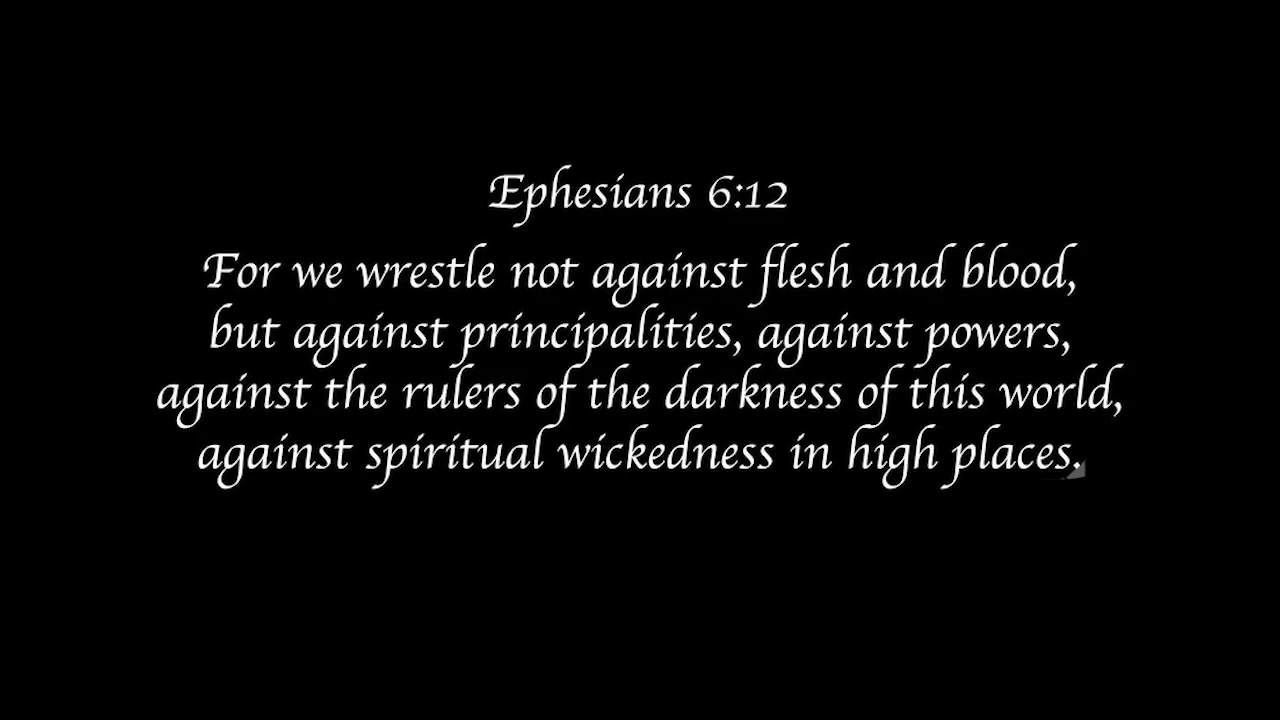 Ephesians 6:12
For we wrestle not against flesh and blood,
but against principalities, against powers,
against the rulers of the darkness of this world,
against spiritual wickedness in high places.